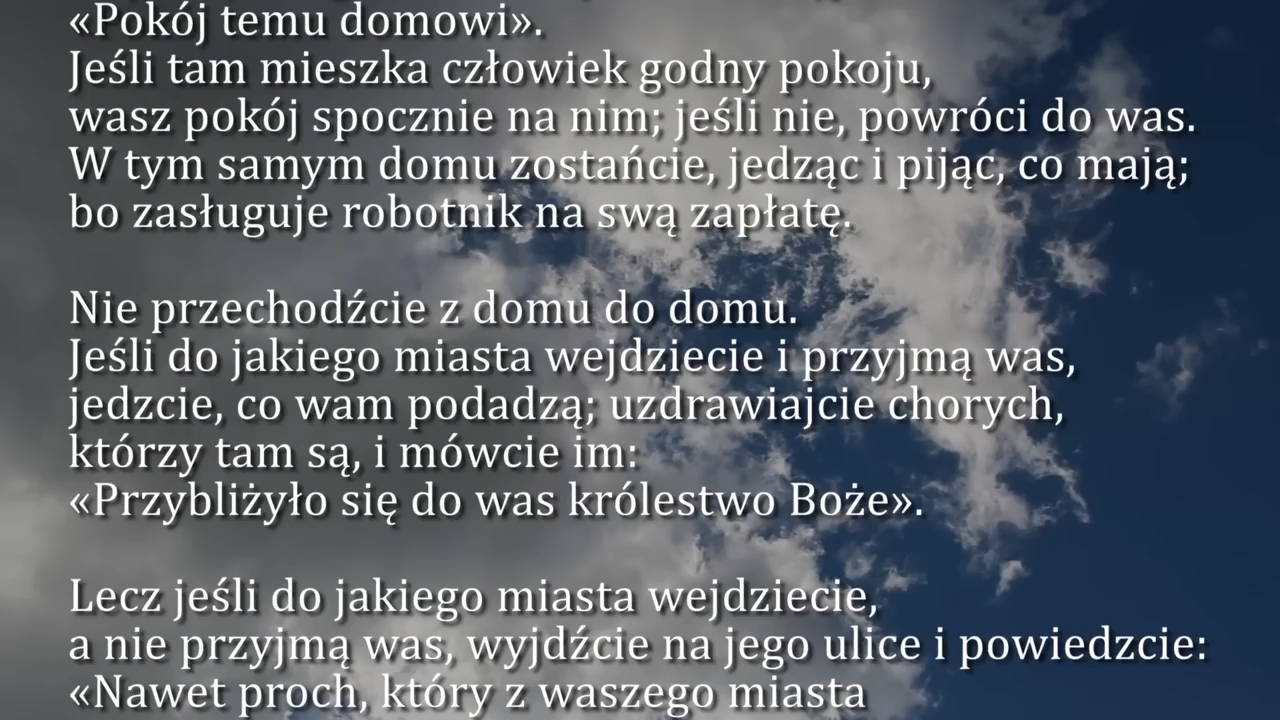 «Pokój temu domowi».
Jeśli tam mieszka człowiek godny pokoju,
wasz pokój spocznie na nim; jeśli nie, powróci do was.
W tym samym domu zostańcie, jedząc i pijąc, co mają;
bo zasługuje robotnik na swą zapłatę.
Nie przechodźcie z domu do domu.
Jeśli do jakiego miasta wejdziecie i przyjmą was,
jedzcie, co wam podadzą; uzdrawiajcie chorych,
którzy tam są, i mówcie im:
«Przybliżyło się do was królestwo Boże».
Lecz jeśli do jakiego miasta wejdziecie,
a nie przyjmą was, wyjdźcie na jego ulice i powiedzcie:
«Nawet proch, który z waszego miasta